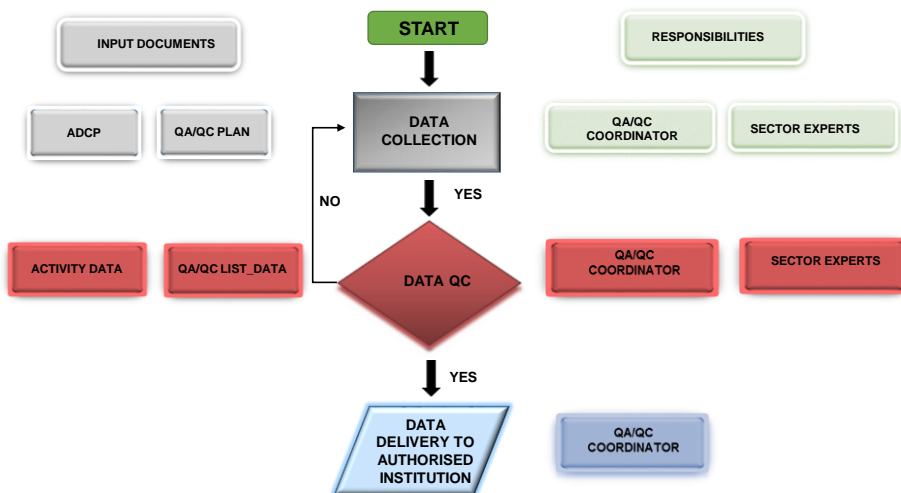 START
INPUT DOCUMENTS
RESPONSIBILITIES
ADCP
QA/QC PLAN
DATA
COLLECTION
QA/QC
COORDINATOR
SECTOR EXPERTS
NO
YES
ACTIVITY DATA
QA/QC LIST_DATA
DATA QC
QA/QC
COORDINATOR
SECTOR EXPERTS
YES
DATA
DELIVERY TO
AUTHORISED
INSTITUTION
QA/QC
COORDINATOR